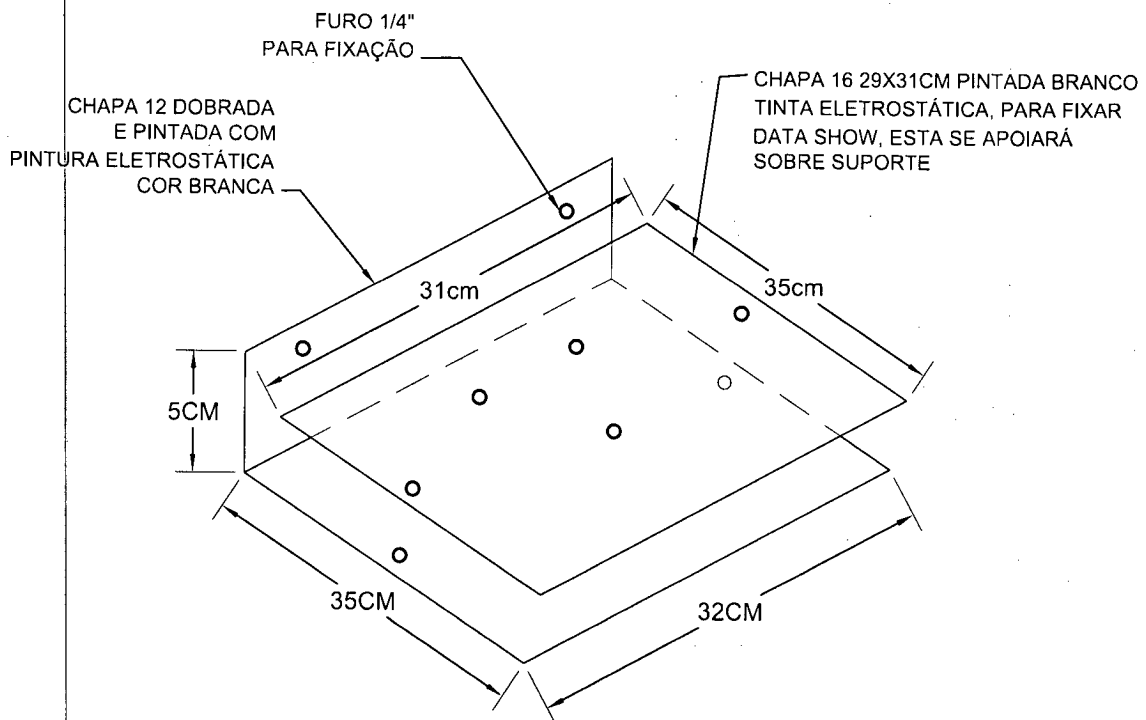 FURO 1/4"
PARA FIXAÇÃO
CHAPA 12 DOBRADA
E PINTADA COM
PINTURA ELETROSTÁTICA
COR BRANCA
CHAPA 16 29X31CM PINTADA BRANCO
TINTA ELETROSTÁTICA, PARA FIXAR
DATA SHOW, ESTA SE APOIARÁ
SOBRE SUPORTE
31cm
35cm
5CM
35CM
32CM